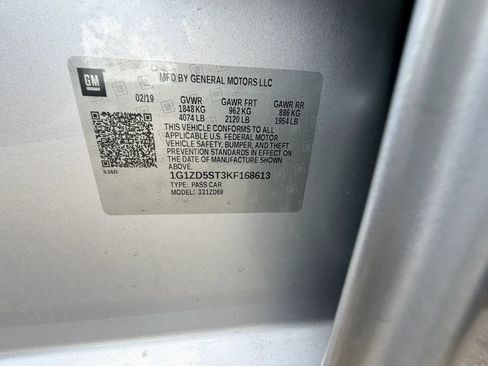 GM
MFD BY GENERAL MOTORS LLC
02/19 GVWR GAWR FRT GAWR RR
1848 KG 962 KG 886 KG
4074 LB 2120 LB 1954 LB
THIS VEHICLE CONFORMS TO ALL
APPLICABLE U.S. FEDERAL MOTOR
VEHICLE SAFETY, BUMPER, AND THEFT
PREVENTION STANDARDS IN EFFECT ON
THE DATE OF MANUFACTURE SHOWN
ABOVE.
636R
1G1ZD5ST3KF168613
TYPE: PASS CAR
MODEL: 331ZD69